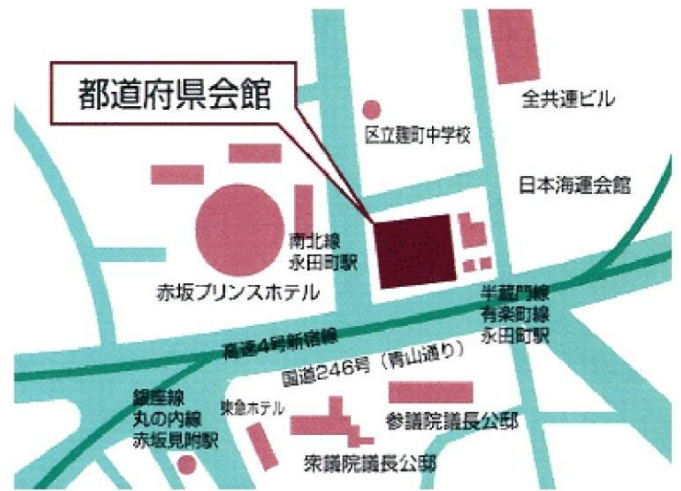 都道府県会館
全共連ビル
区立麹町中学校
日本海運会館
南北線
永田町駅
赤坂プリンスホテル
半蔵門線
有楽町線
永田町駅
高速4号新宿線
国道246号（青山通り）
銀座線
丸の内線
赤坂見附駅
東急ホテル
参議院議長公邸
衆議院議長公邸